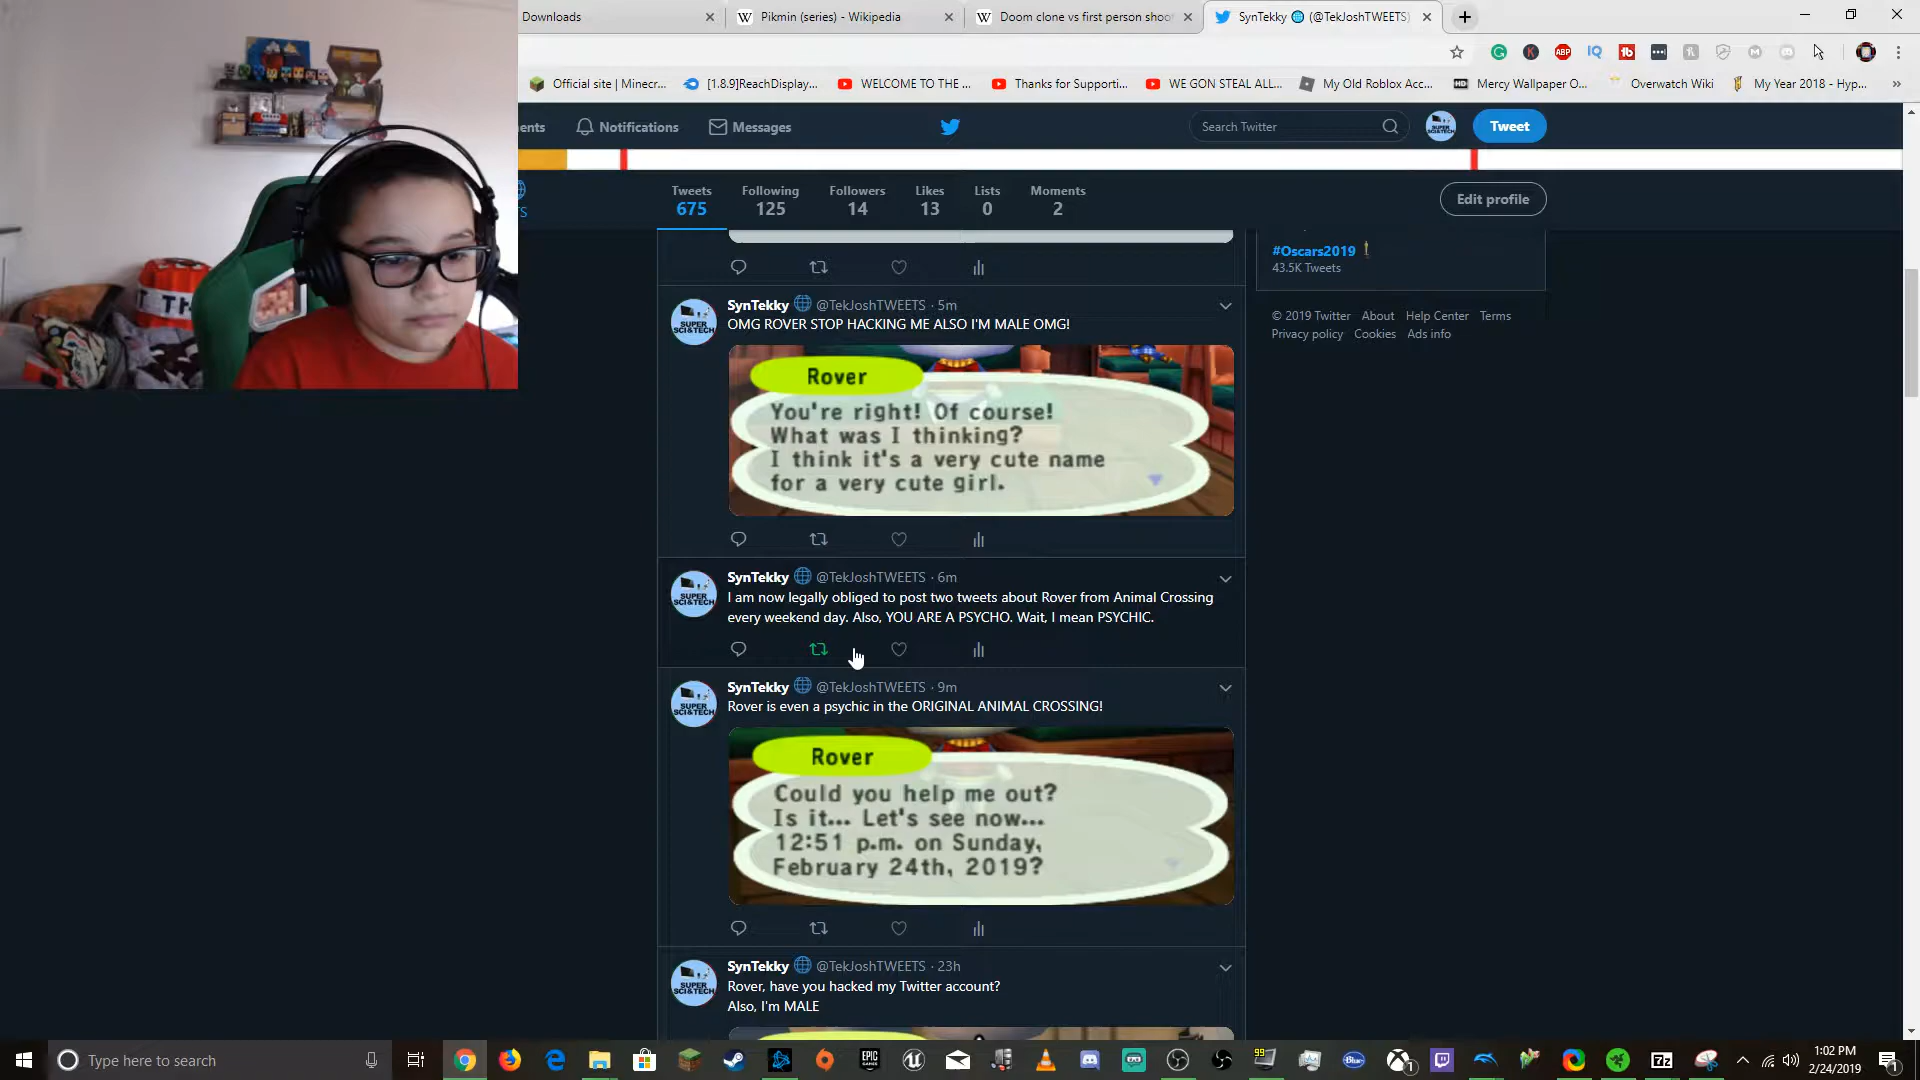 Downloads
Pikmin (series) - Wikipedia
Doom clone vs first person shoo
SynTekky (@TekJoshTWEETS)
Official site | Minecr...
[1.8.9]ReachDisplay...
WELCOME TO THE ...
Thanks for Supporti...
WE GON STEAL ALL...
My Old Roblox Acc...
Mercy Wallpaper O...
Overwatch Wiki
My Year 2018 - Hyp...
ents
Notifications
Messages
Search Twitter
Tweet
Tweets
675
Following
125
Followers
14
Likes
13
Lists
0
Moments
2
Edit profile
#Oscars2019
43.5K Tweets
© 2019 Twitter About Help Center Terms
Privacy policy Cookies Ads info
SynTekky @TekJoshTWEETS · 5m
OMG ROVER STOP HACKING ME ALSO I'M MALE OMG!
Rover
You're right! Of course!
What was I thinking?
I think it's a very cute name
for a very cute girl.
SynTekky @TekJoshTWEETS · 6m
I am now legally obliged to post two tweets about Rover from Animal Crossing
every weekend day. Also, YOU ARE A PSYCHO. Wait, I mean PSYCHIC.
SynTekky @TekJoshTWEETS · 9m
Rover is even a psychic in the ORIGINAL ANIMAL CROSSING!
Rover
Could you help me out?
Is it... Let's see now...
12:51 p.m. on Sunday,
February 24th, 2019?
SynTekky @TekJoshTWEETS · 23h
Rover, have you hacked my Twitter account?
Also, I'm MALE
SUPER
SCI&TECH
Type here to search
1:02 PM
2/24/2019